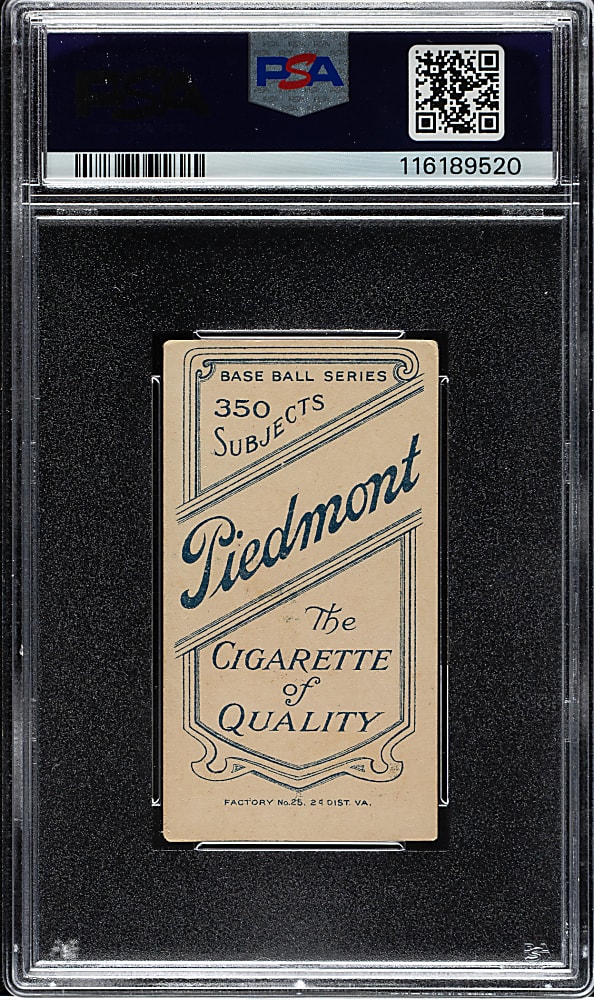 PSA
116189520
BASE BALL SERIES
350
SUBJECTS
Piedmont
The
CIGARETTE
of
QUALITY
FACTORY No. 25, 2d DIST. VA.